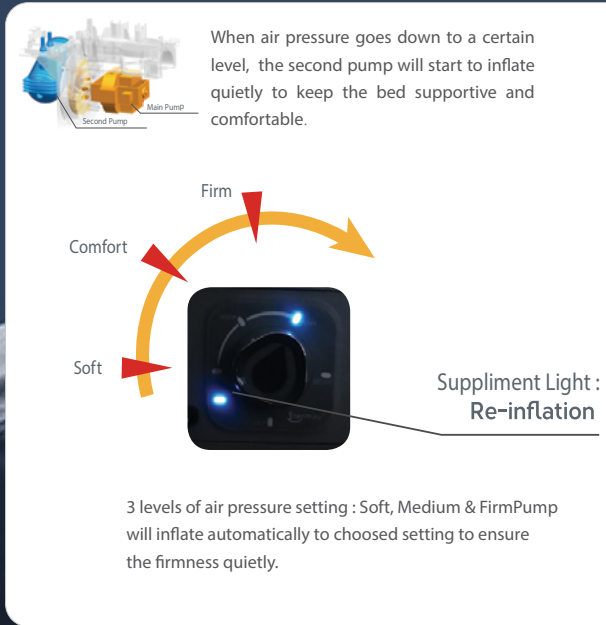 When air pressure goes down to a certain
level, the second pump will start to inflate
quietly to keep the bed supportive and
comfortable.
Main Pump
Second Pump
Firm
Comfort
Soft
Suppliment Light :
Re-inflation
3 levels of air pressure setting : Soft, Medium & FirmPump
will inflate automatically to choosed setting to ensure
the firmness quietly.